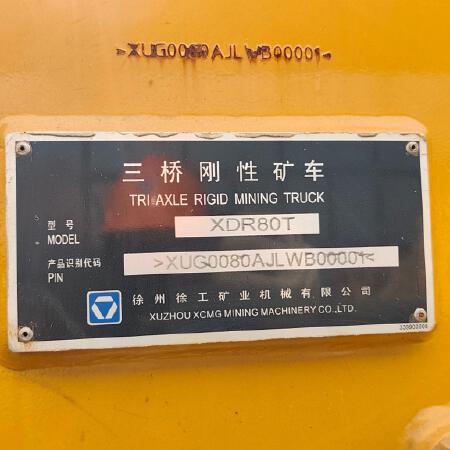 >XUG0080AJLWB00001<
三桥刚性矿车
TRI-AXLE RIGID MINING TRUCK
型号
MODEL
XDR80T
产品识别代码
PIN
>XUG0080AJLWB00001<
徐州徐工矿业机械有限公司
XUZHOU XCMG MINING MACHINERY CO.,LTD.